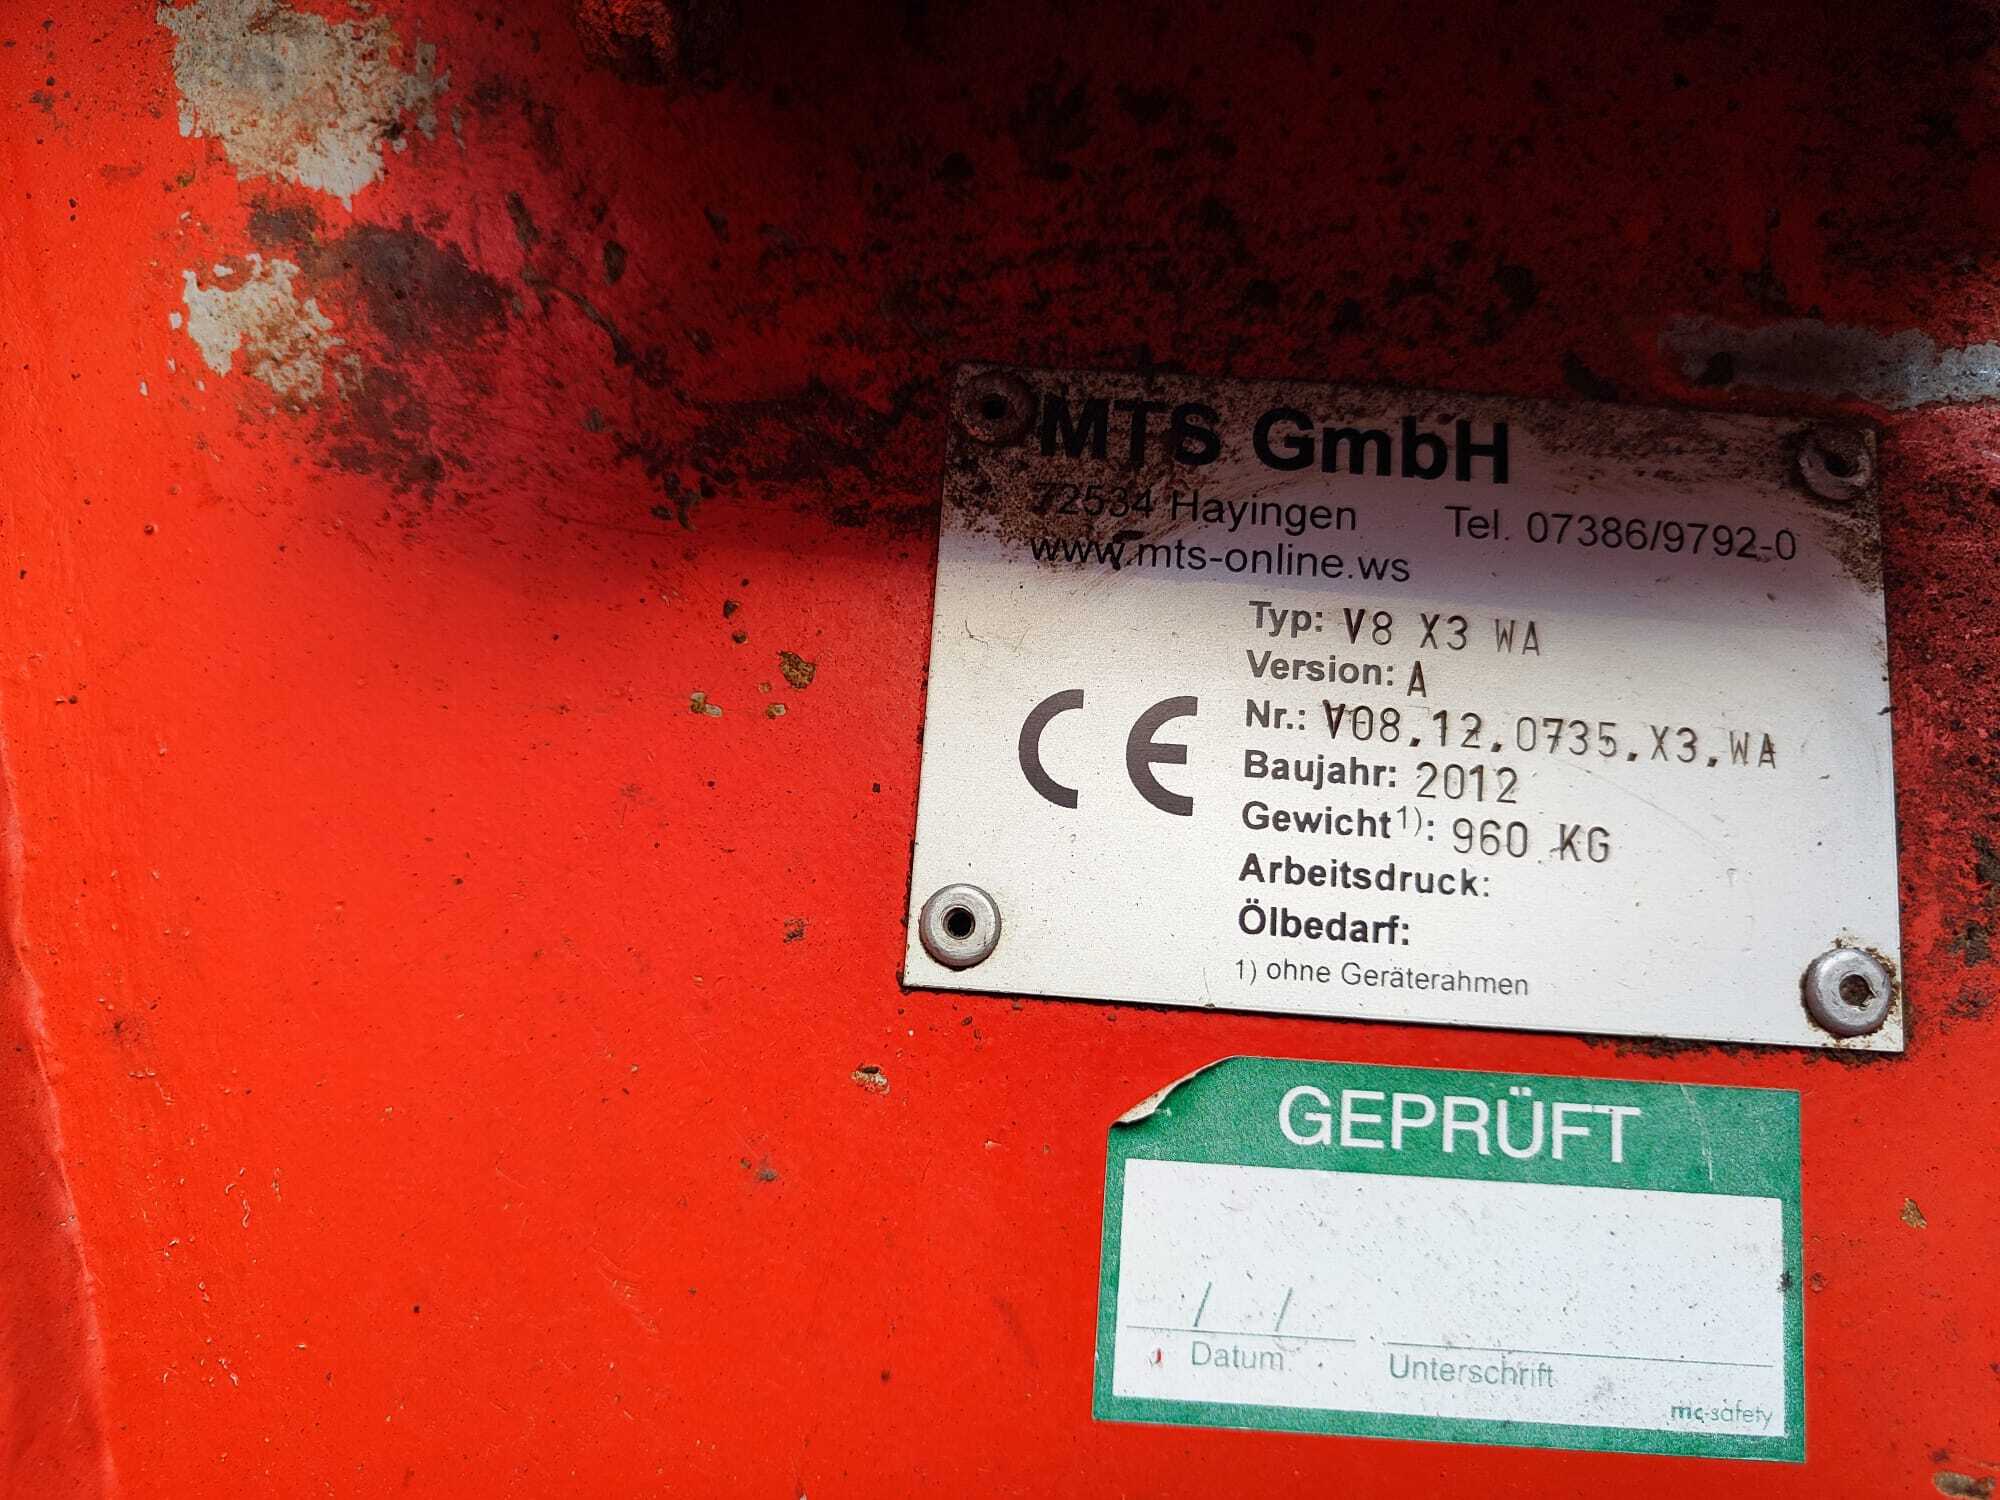 MTS GmbH
72534 Hayingen Tel. 07386/9792-0
www.mts-online.ws
Typ: V8 X3 WA
Version: A
CE Nr.: V08.12.0735.X3.WA
Baujahr: 2012
Gewicht1): 960 KG
Arbeitsdruck:
Ölbedarf:
1) ohne Geräterahmen
GEPRÜFT
/ /
Datum Unterschrift
mc-safety